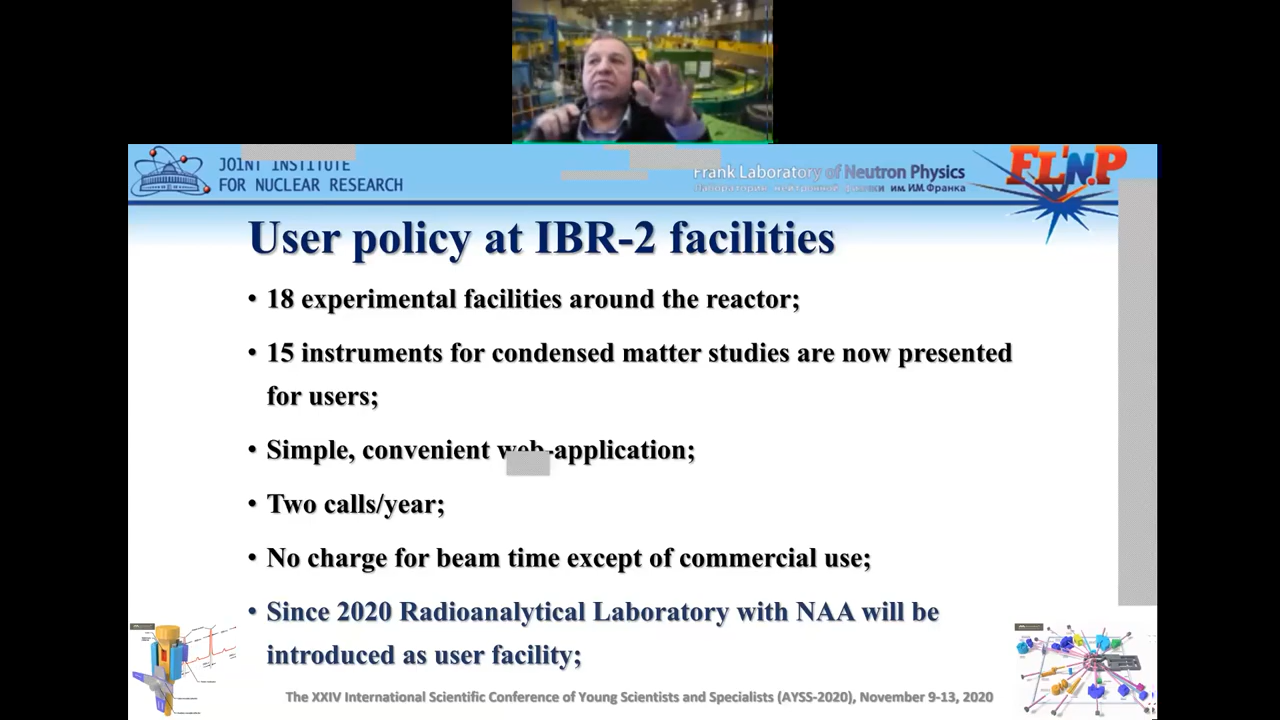 JOINT INSTITUTE
FOR NUCLEAR RESEARCH
Frank Laboratory of Neutron Physics
Лаборатория нейтронной физики им. И.М. Франка
FLNP
User policy at IBR-2 facilities
• 18 experimental facilities around the reactor;
• 15 instruments for condensed matter studies are now presented
for users;
• Simple, convenient web-application;
• Two calls/year;
• No charge for beam time except of commercial use;
• Since 2020 Radioanalytical Laboratory with NAA will be
introduced as user facility;
The XXIV International Scientific Conference of Young Scientists and Specialists (AYSS-2020), November 9-13, 2020